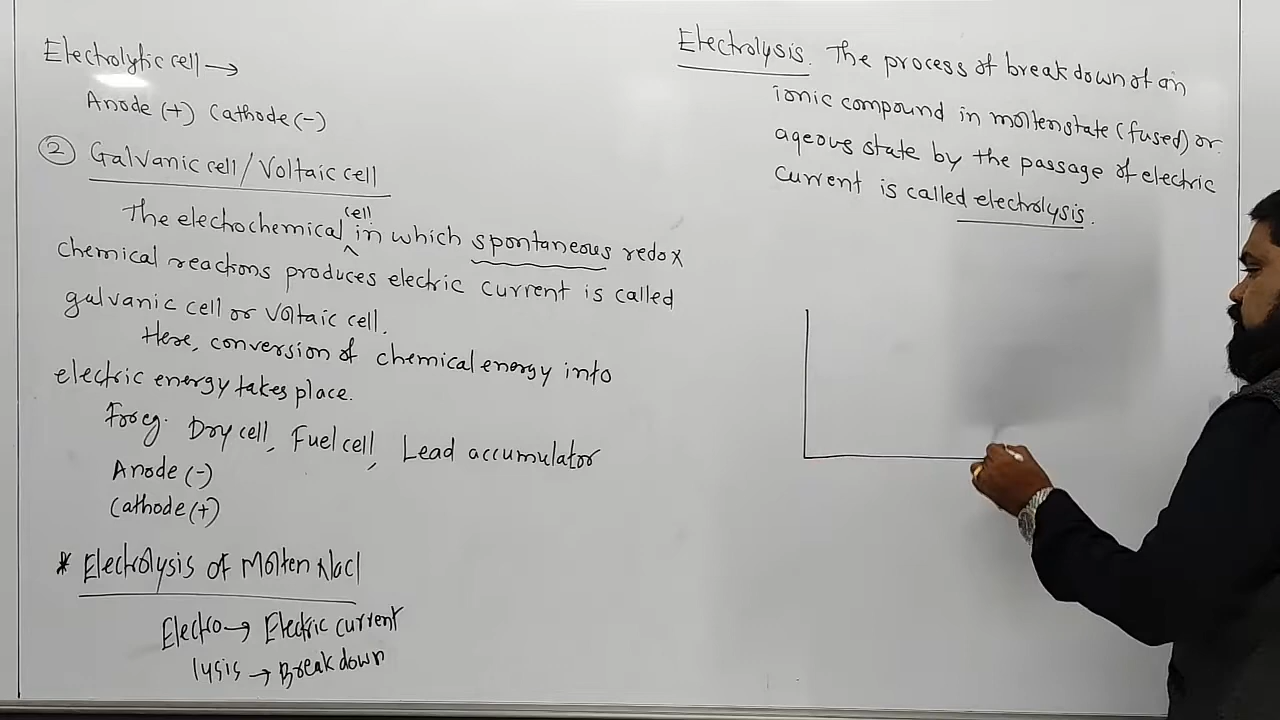 Electrolytic cell →
Anode (+) Cathode (-)
② Galvanic cell / Voltaic cell
The electrochemical cell in which spontaneous redox
chemical reactions produces electric current is called
galvanic cell or Voltaic cell.
Here, conversion of chemical energy into
electric energy takes place.
For eg. Dry cell, Fuel cell, Lead accumulator
Anode (-)
Cathode (+)
* Electrolysis of Molten NaCl
Electro → Electric current
lysis → Breakdown
Electrolysis. The process of break down of an
ionic compound in molten state (fused) or
aqeous state by the passage of electric
current is called electrolysis.